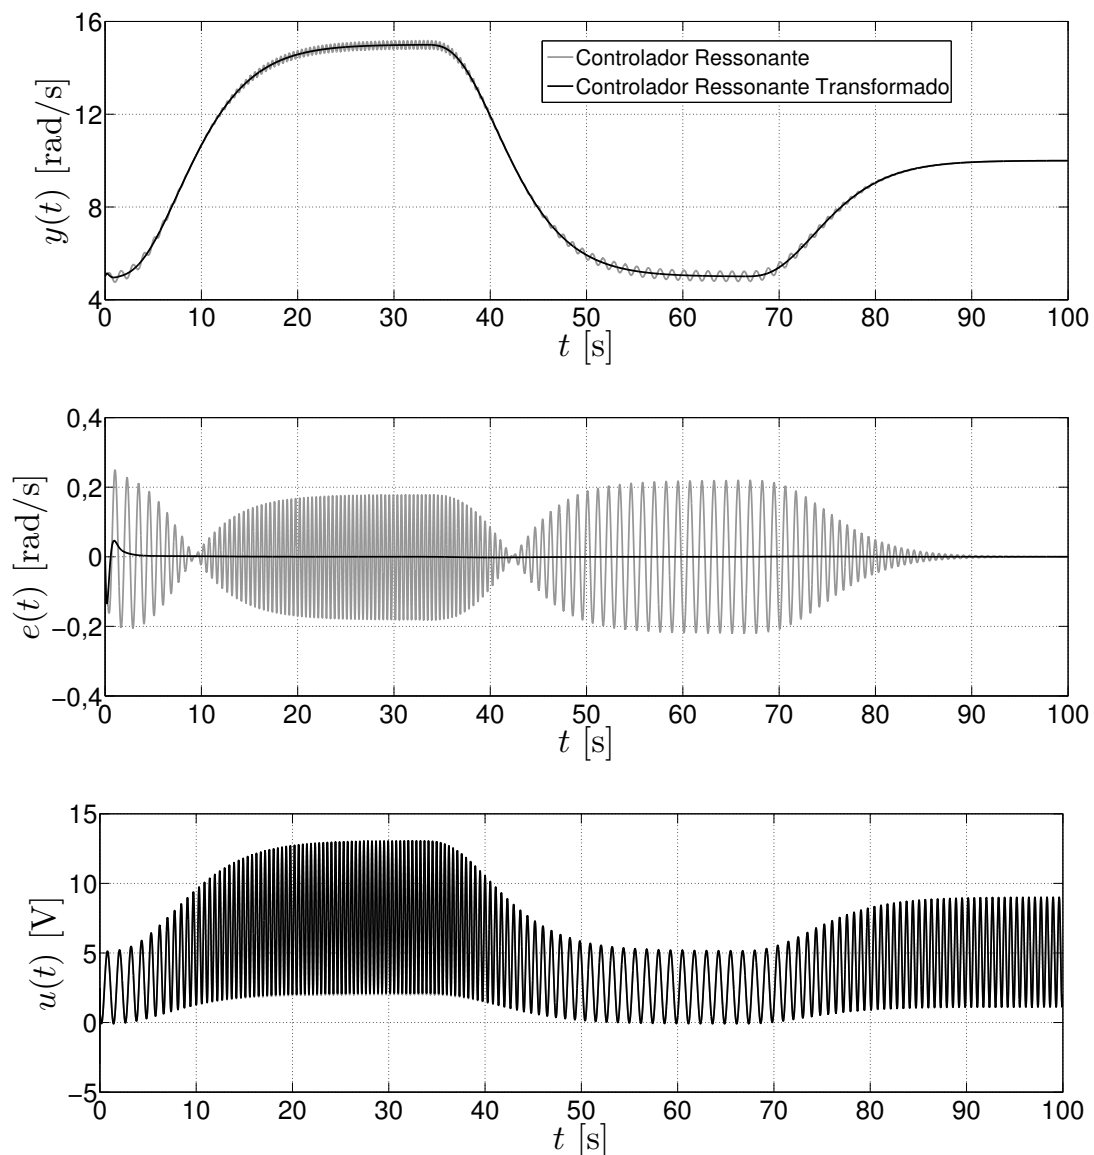 16
12
8
4
y(t) [rad/s]
Controlador Ressonante
Controlador Ressonante Transformado
0 10 20 30 40 50 60 70 80 90 100
t [s]
0,4
0,2
0
−0,2
−0,4
e(t) [rad/s]
0 10 20 30 40 50 60 70 80 90 100
t [s]
15
10
5
0
−5
u(t) [V]
0 10 20 30 40 50 60 70 80 90 100
t [s]